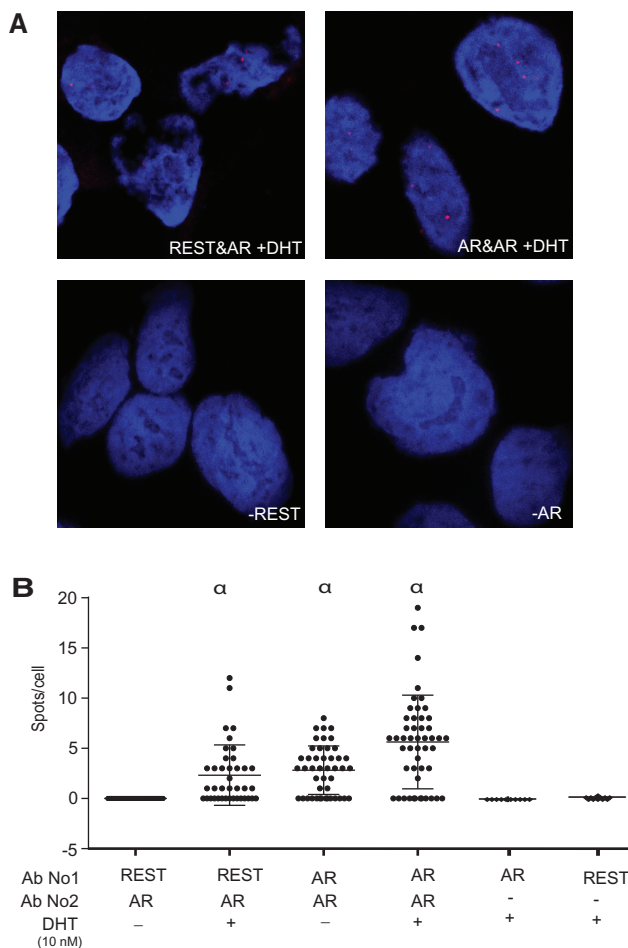 A
REST&AR +DHT
AR&AR +DHT
-REST
-AR
B
α α α
20
15
10
5
0
-5
Spots/cell
Ab No1 REST REST AR AR AR REST
Ab No2 AR AR AR AR - -
DHT – + – + + +
(10 nM)